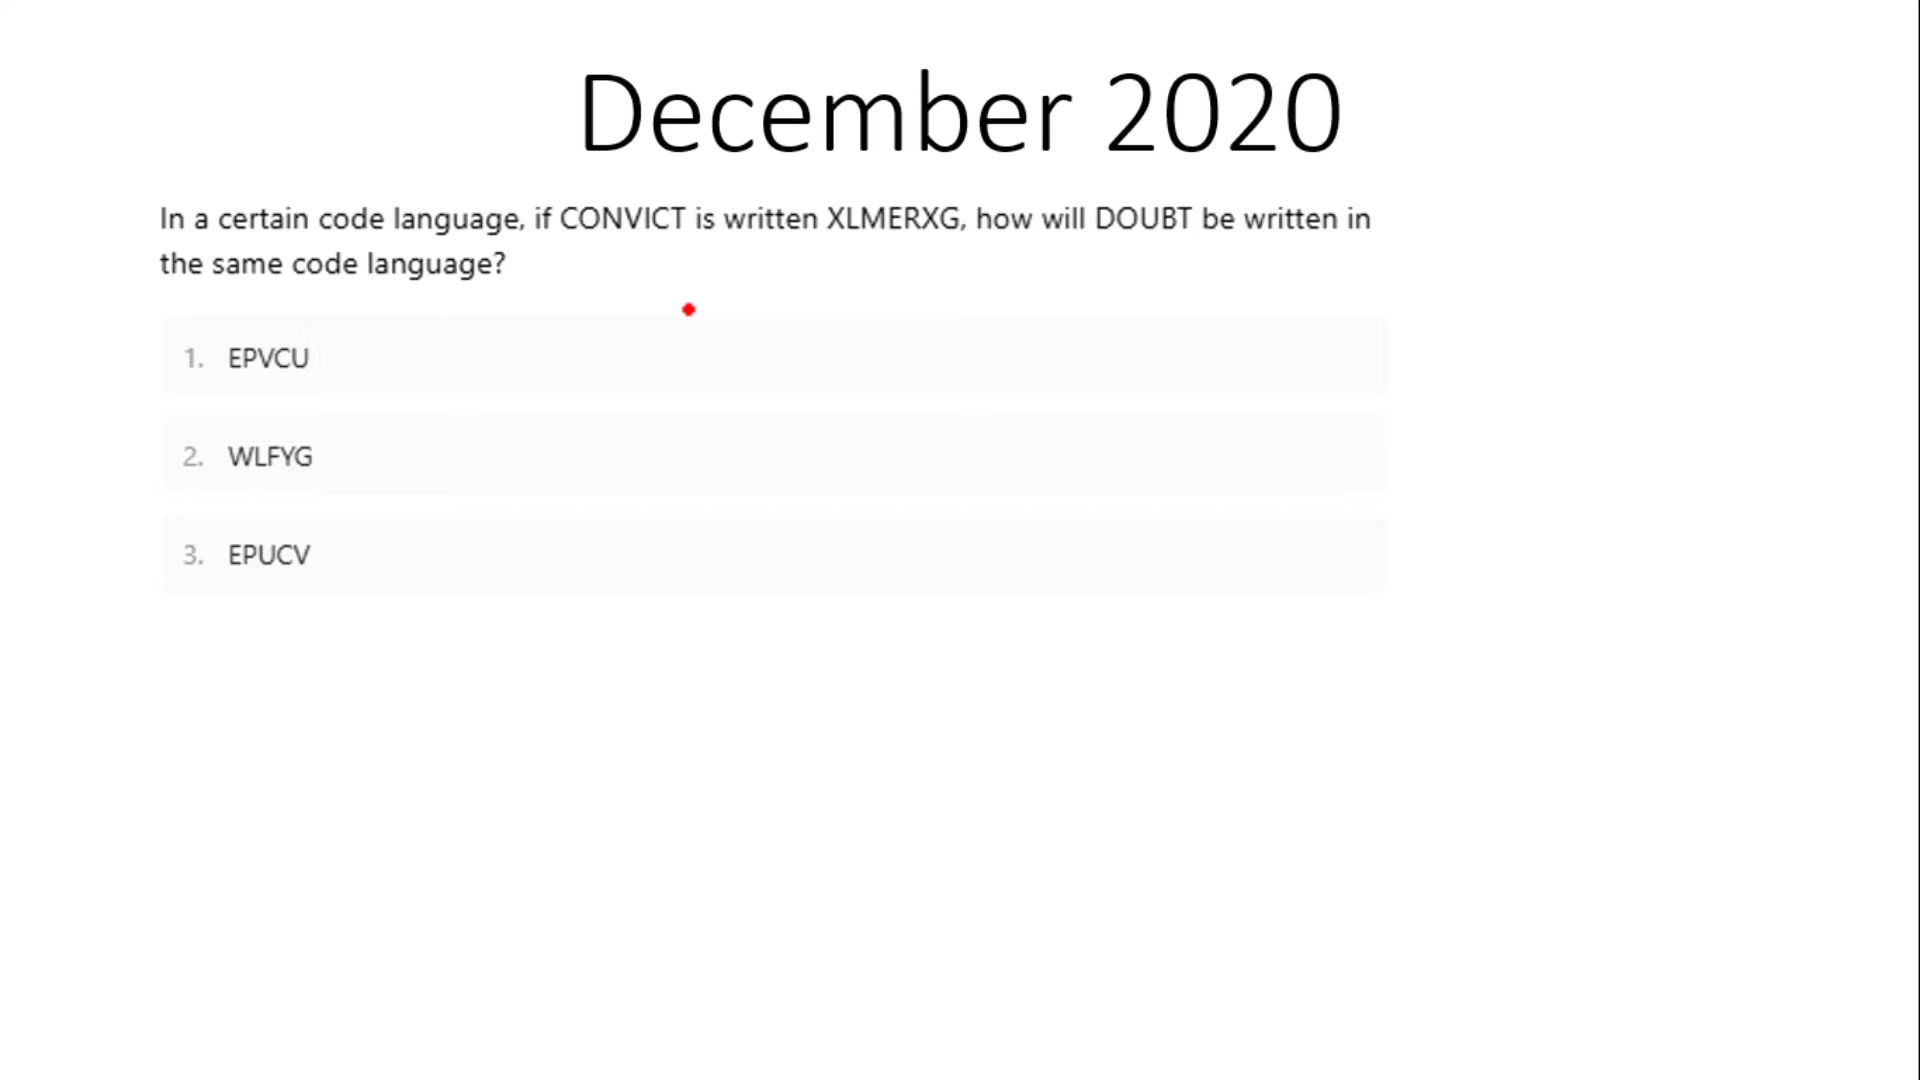 December 2020
In a certain code language, if CONVICT is written XLMERXG, how will DOUBT be written in
the same code language?
1. EPVCU
2. WLFYG
3. EPUCV